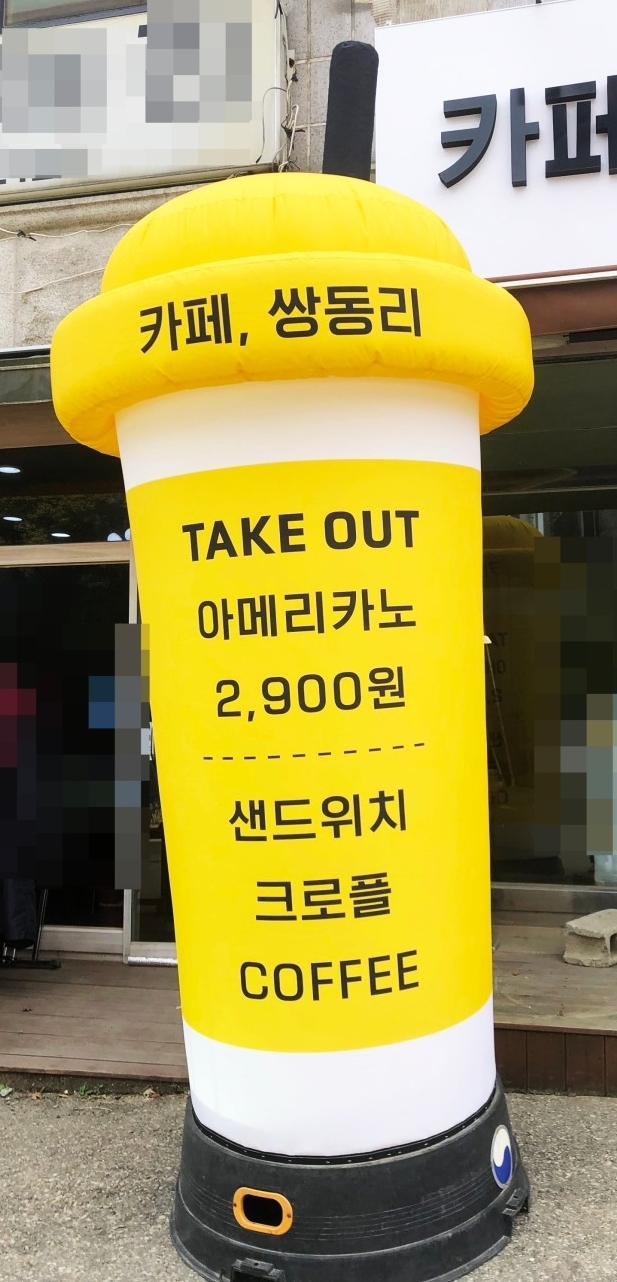 카페
카페, 쌍동리
TAKE OUT
아메리카노
2,900원
샌드위치
크로플
COFFEE